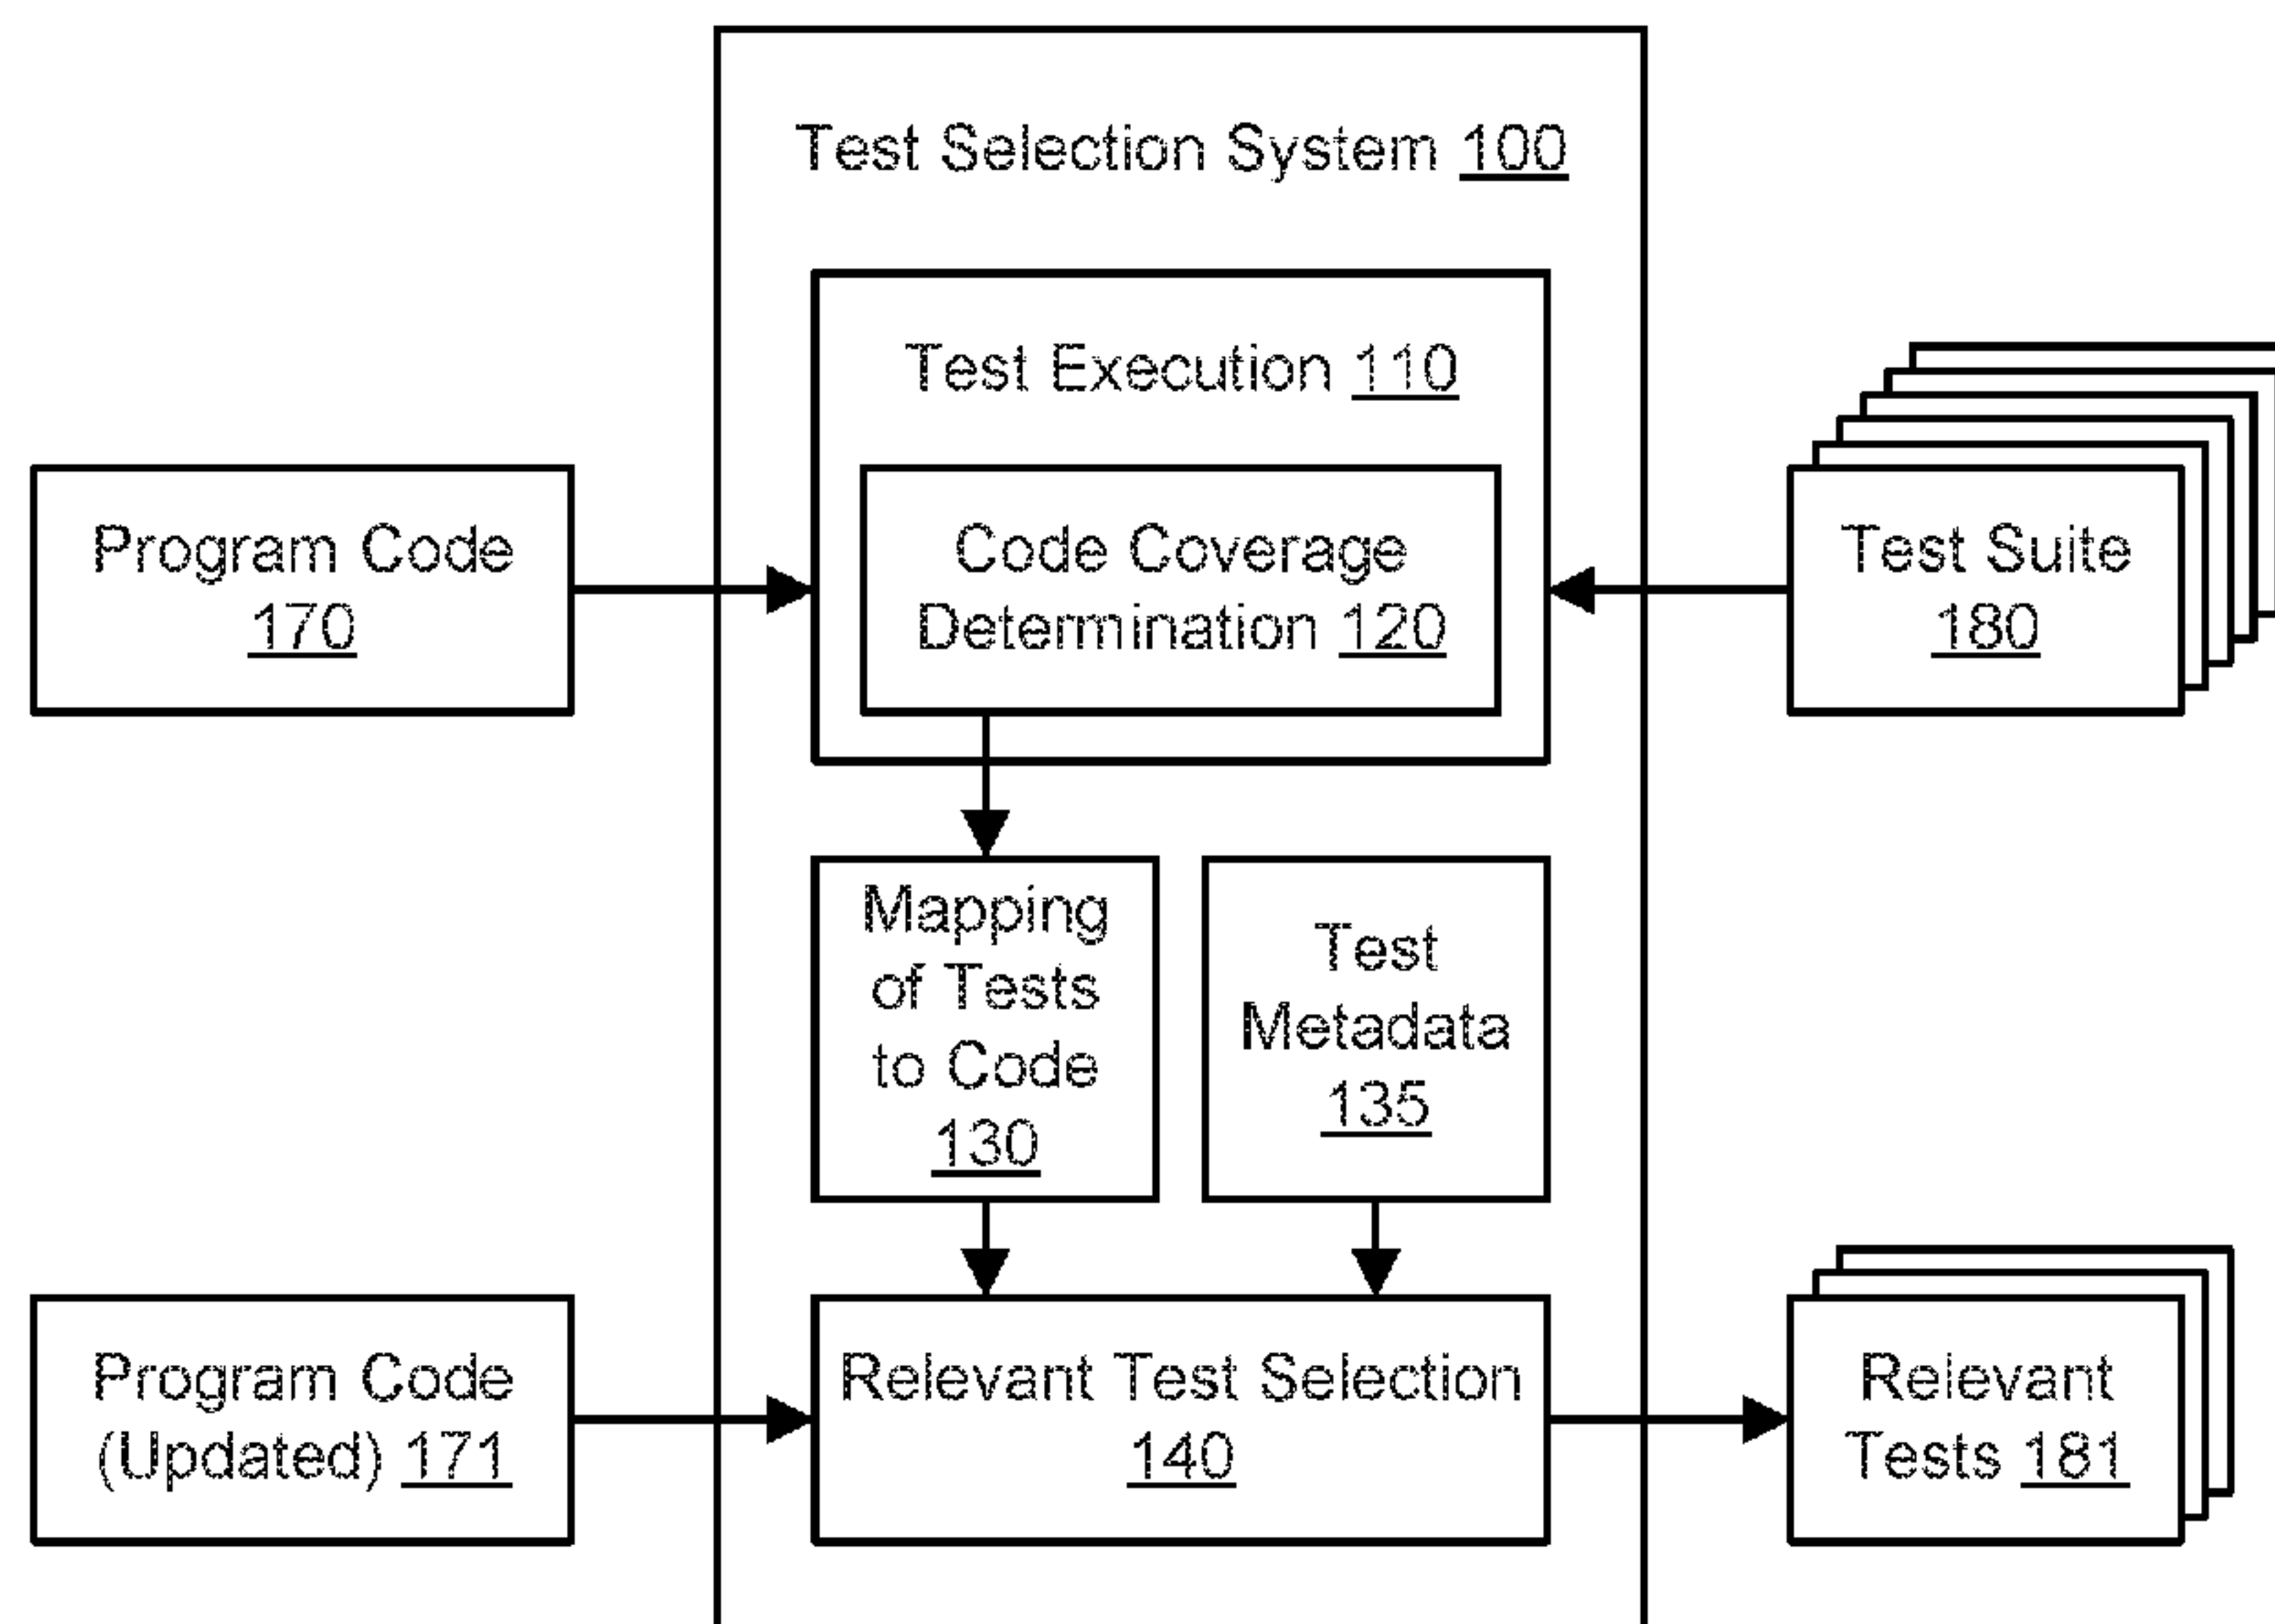 Test Selection System 100
Test Execution 110
Program Code
170
Code Coverage
Determination 120
Test Suite
180
Mapping
of Tests
to Code
130
Test
Metadata
135
Program Code
(Updated) 171
Relevant Test Selection
140
Relevant
Tests 181